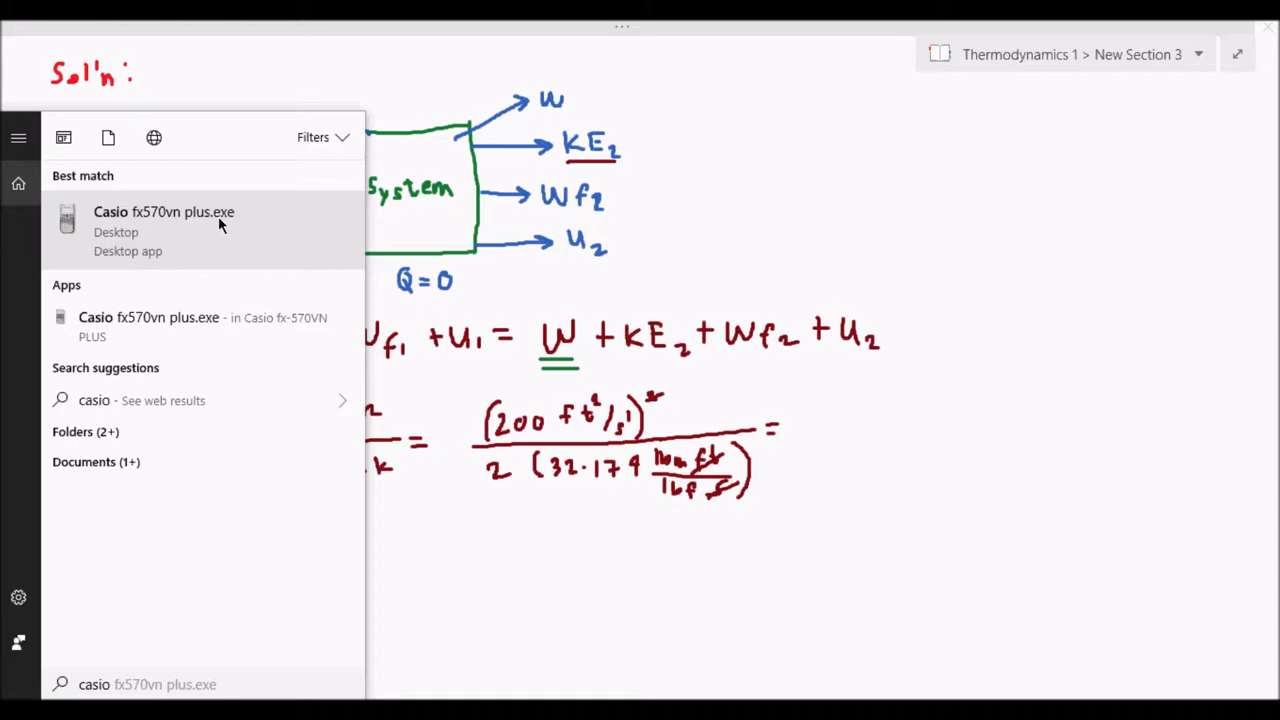 Thermodynamics 1 > New Section 3
Sol'n :
W
KE2
System
Wf2
U2
Q = 0
f1 + U1 = W + KE2 + Wf2 + U2
k = (200 ft²/s¹)² =
2 (32.174 lbm ft
lbf s )
Filters
Best match
Casio fx570vn plus.exe
Desktop
Desktop app
Apps
Casio fx570vn plus.exe - in Casio fx-570VN
PLUS
Search suggestions
casio - See web results
Folders (2+)
Documents (1+)
casio fx570vn plus.exe